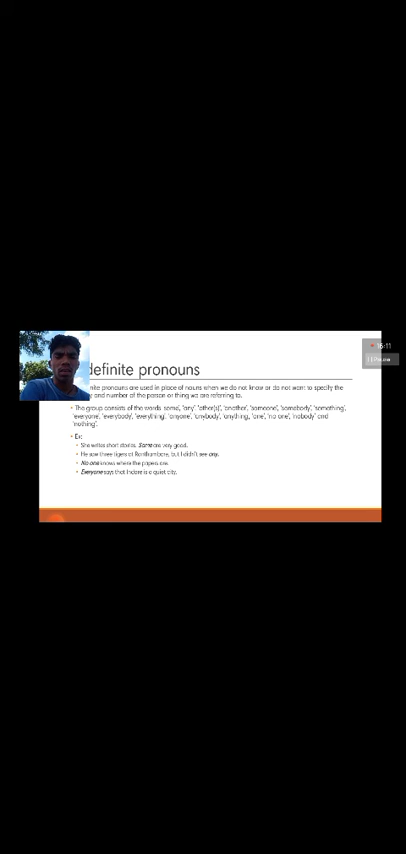 definite pronouns
nite pronouns are used in place of nouns when we do not know or do not want to specify the
and number of the person or thing we are referring to.
The group consists of the words 'some', 'any' 'other(s)', 'another', 'someone', 'somebody', 'something',
'everyone', 'everybody', 'everything', 'anyone', 'anybody', 'anything, 'one', 'no one', 'nobody' and
'nothing'.
Ex:
She writes short stories. Some are very good.
He saw three tigers at Ranthambore, but I didn't see any.
No one knows where the papers are.
Everyone says that Indore is a quiet city.
16:11
Pause